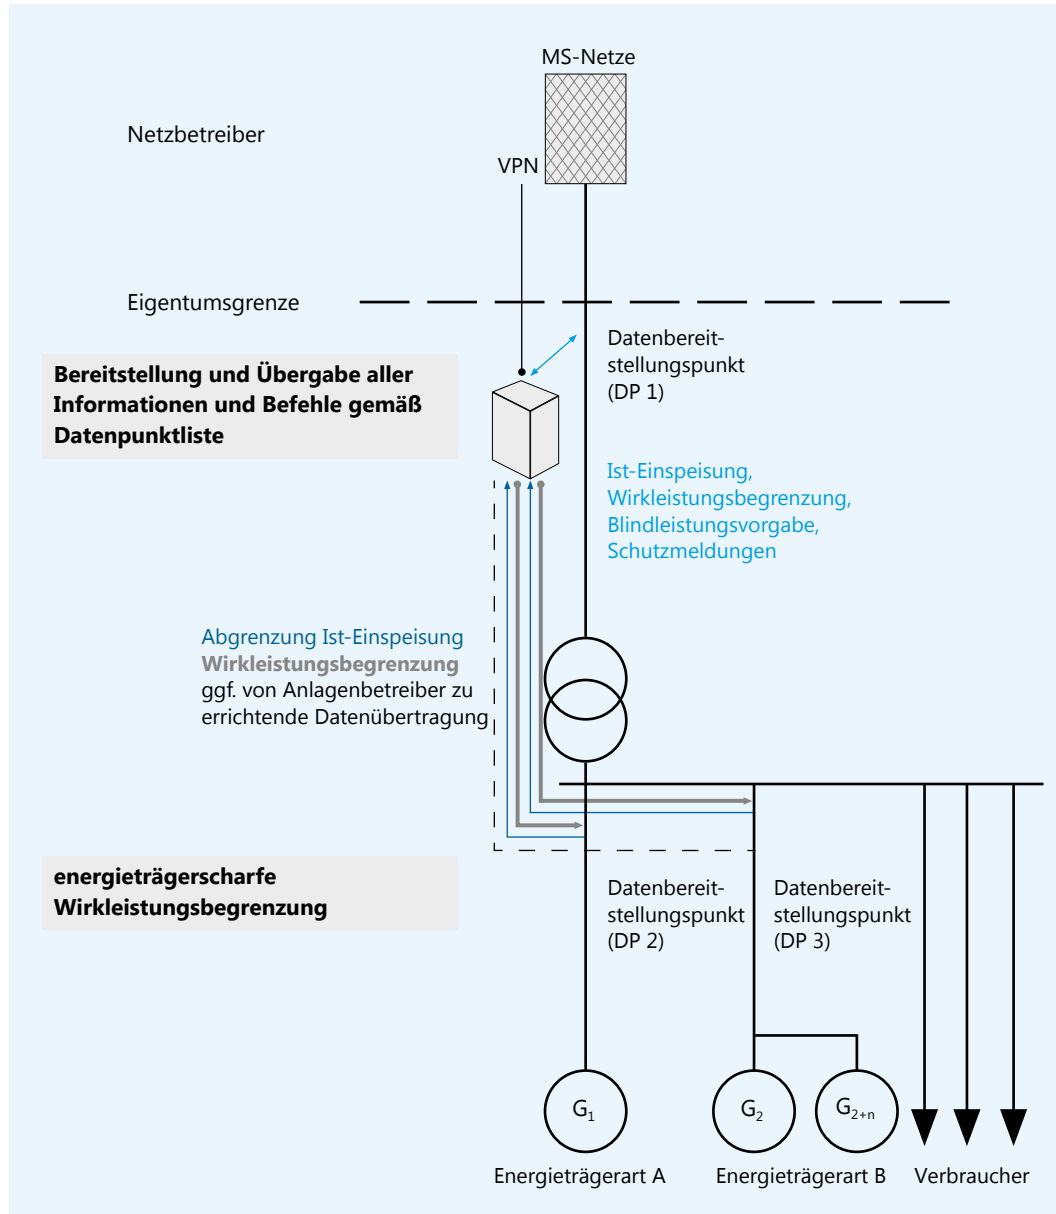 MS-Netze
Netzbetreiber
VPN
Eigentumsgrenze
Datenbereit-
stellungspunkt
(DP 1)
Bereitstellung und Übergabe aller
Informationen und Befehle gemäß
Datenpunktliste
Ist-Einspeisung,
Wirkleistungsbegrenzung,
Blindleistungsvorgabe,
Schutzmeldungen
Abgrenzung Ist-Einspeisung
Wirkleistungsbegrenzung
ggf. von Anlagenbetreiber zu
errichtende Datenübertragung
energieträgerscharfe
Wirkleistungsbegrenzung
Datenbereit-
stellungspunkt
(DP 2)
Datenbereit-
stellungspunkt
(DP 3)
G1
G2
G2+n
Energieträgerart A
Energieträgerart B
Verbraucher